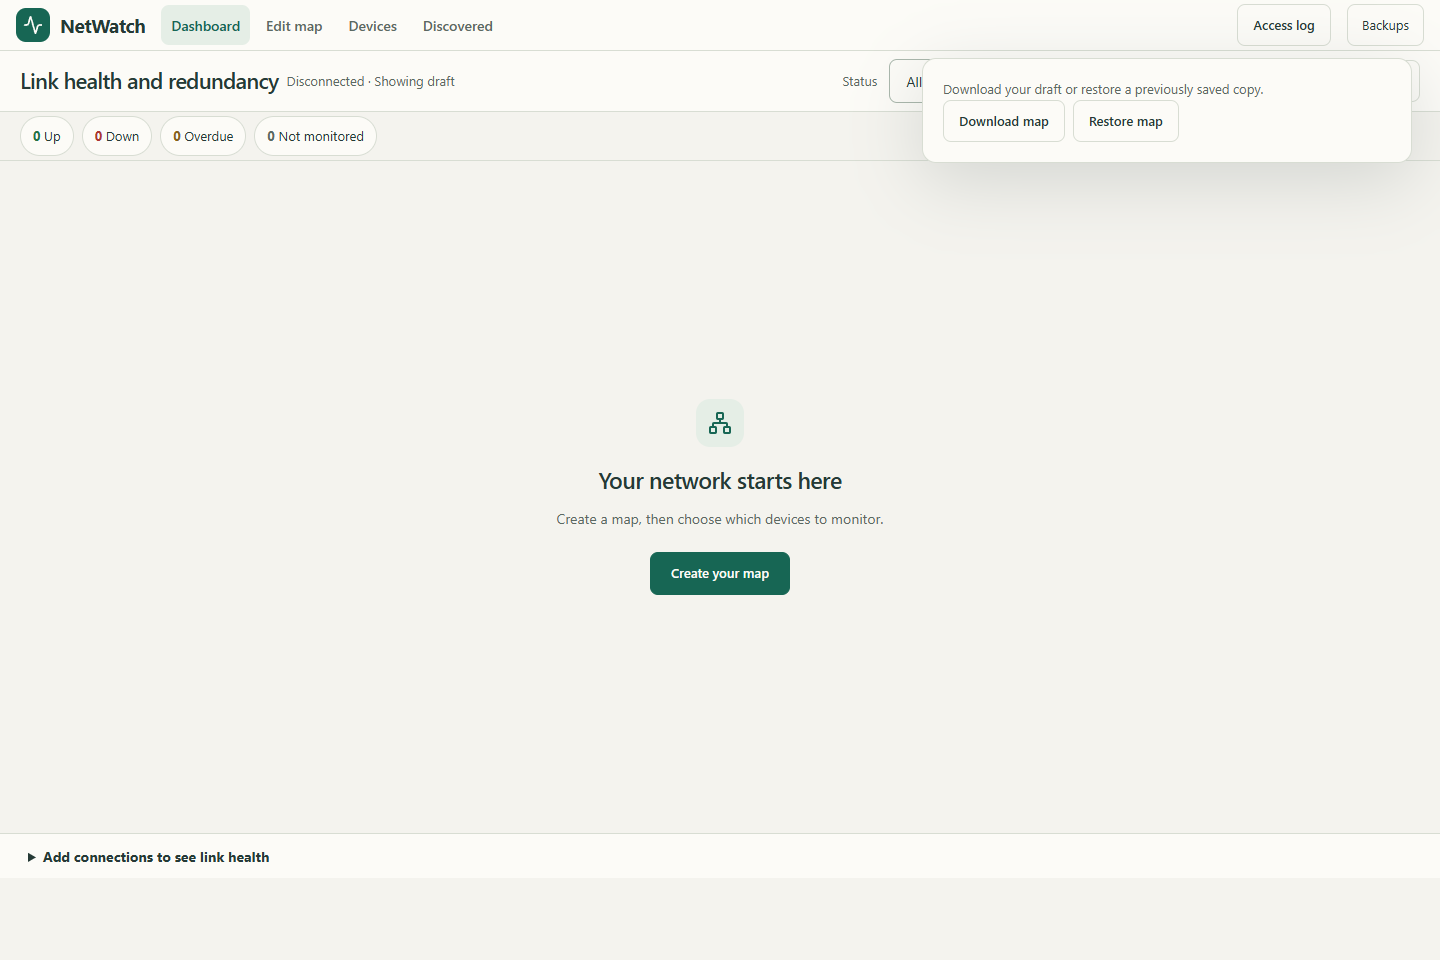 NetWatch
Dashboard
Edit map
Devices
Discovered
Access log
Backups
Link health and redundancy
Disconnected · Showing draft
Status
All
Download your draft or restore a previously saved copy.
Download map
Restore map
0 Up
0 Down
0 Overdue
0 Not monitored
Your network starts here
Create a map, then choose which devices to monitor.
Create your map
Add connections to see link health